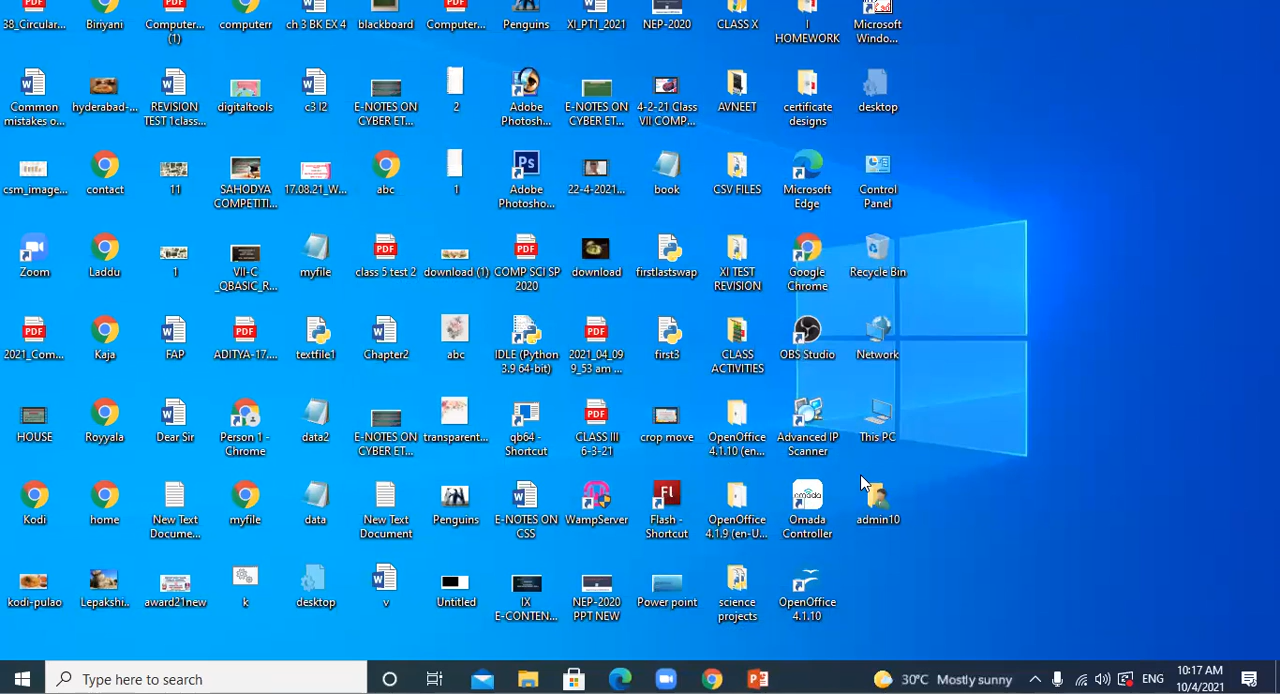 38_Circular... Biriyani Computer... computerr ch 3 BK EX 4 blackboard Computer... Penguins XI_PT1_2021 NEP-2020 CLASS X I Microsoft
(1) HOMEWORK Windo...
Common hyderabad-... REVISION digitaltools c3 l2 E-NOTES ON 2 Adobe E-NOTES ON 4-2-21 Class AVNEET certificate desktop
mistakes o... TEST 1class... CYBER ET... Photosh... CYBER ET... VII COMP... designs
csm_image... contact 11 SAHODYA 17.08.21_W... abc 1 Adobe 22-4-2021... book CSV FILES Microsoft Control
COMPETITI... Photosho... Edge Panel
Zoom Laddu 1 VII-C myfile class 5 test 2 download (1) COMP SCI SP download firstlastswap XI TEST Google Recycle Bin
_QBASIC_R... 2020 REVISION Chrome
2021_Com... Kaja FAP ADITYA-17.... textfile1 Chapter2 abc IDLE (Python 2021_04_09 first3 CLASS OBS Studio Network
3.9 64-bit) 9_53 am ... ACTIVITIES
HOUSE Royyala Dear Sir Person 1 - data2 E-NOTES ON transparent... qb64 - CLASS III crop move OpenOffice Advanced IP This PC
Chrome CYBER ET... Shortcut 6-3-21 4.1.10 (en... Scanner
Kodi home New Text myfile data New Text Penguins E-NOTES ON WampServer Flash - OpenOffice Omada admin10
Docume... Document CSS Shortcut 4.1.9 (en-U... Controller
kodi-pulao Lepakshi.. award21new k desktop v Untitled IX NEP-2020 Power point science OpenOffice
E-CONTEN... PPT NEW projects 4.1.10
Type here to search 30°C Mostly sunny ENG 10:17 AM
10/4/2021